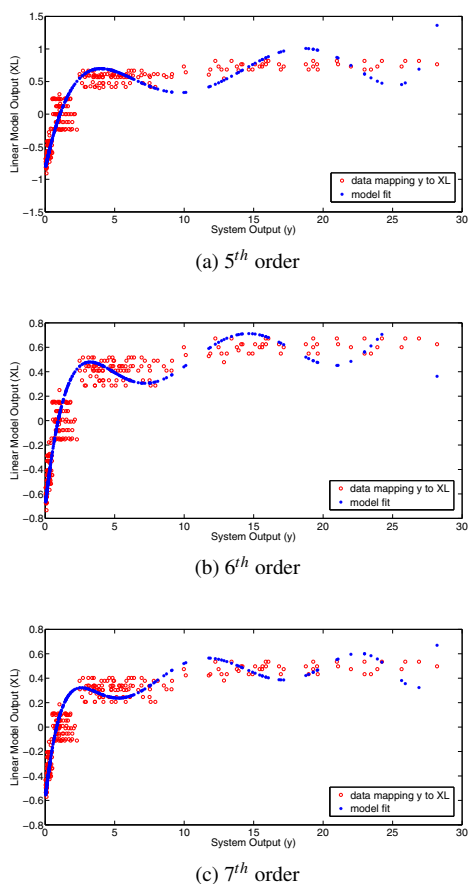 1.5
1
0.5
0
−0.5
−1
−1.5
Linear Model Output (XL)
data mapping y to XL
model fit
0 5 10 15 20 25 30
System Output (y)
(a) 5th order
0.8
0.6
0.4
0.2
0
−0.2
−0.4
−0.6
−0.8
Linear Model Output (XL)
data mapping y to XL
model fit
0 5 10 15 20 25 30
System Output (y)
(b) 6th order
0.8
0.6
0.4
0.2
0
−0.2
−0.4
−0.6
−0.8
Linear Model Output (XL)
data mapping y to XL
model fit
0 5 10 15 20 25 30
System Output (y)
(c) 7th order